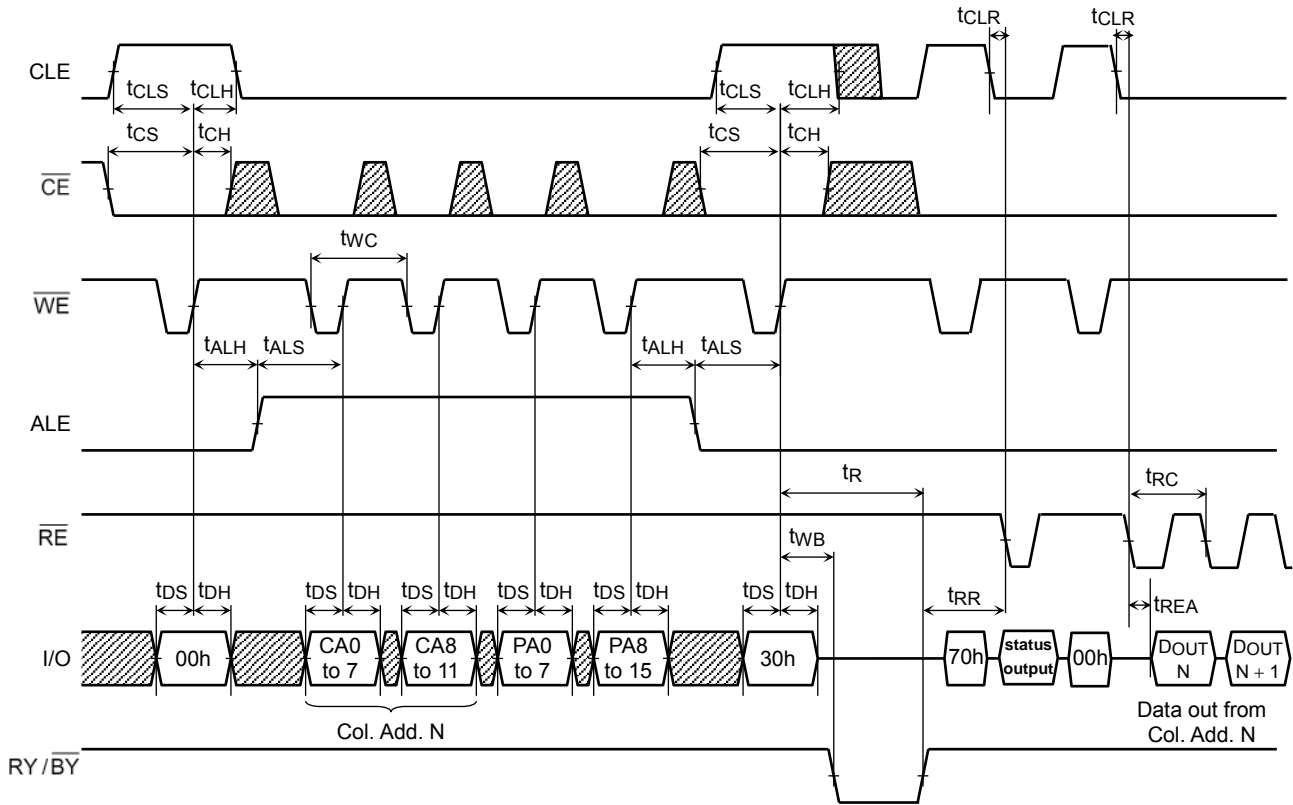 tCLR tCLR
CLE
tCLS tCLH tCLS tCLH
tCS tCH tCS tCH
CE
tWC
WE
tALH tALS tALH tALS
ALE
tR
tRC
RE
tWB
tDS tDH tDS tDH tDS tDH tDS tDH tDS tDH tDS tDH
tRR
tREA
I/O
00h
CA0 to 7
CA8 to 11
PA0 to 7
PA8 to 15
30h
70h
status output
00h
DOUT N
DOUT N + 1
Col. Add. N
Data out from
Col. Add. N
RY / BY